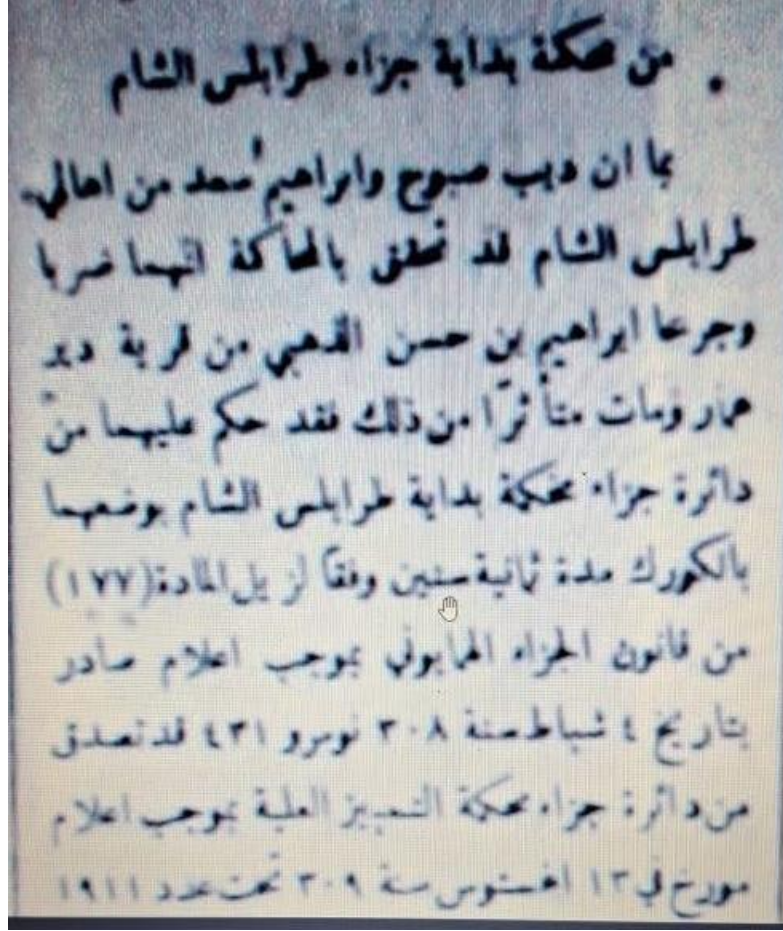 • من محكمة بداية جزاء طرابلس الشام
بما ان ديب صبوح وابراهيم سعد من اهالي
طرابلس الشام قد تحقق بالمحاكمة انهما ضربا
وجرحا ابراهيم بن حسن الذهبي من قرية دير
عمار ومات متأثرًا من ذلك فقد حكم عليهما من
دائرة جزاء محكمة بداية طرابلس الشام بوضعهما
بالكورك مدة ثمانية سنين وفقًا لزيل المادة (١٧٧)
من قانون الجزاء الهمايوني بموجب اعلام صادر
بتاريخ ٤ شباط سنة ٣٠٨ نومرو ٤٣١ قد تصدق
من دائرة جزاء محكمة التمييز العلية بموجب اعلام
مورخ في ١٣ اغستوس سنة ٣٠٩ تحت عدد ١٩١١